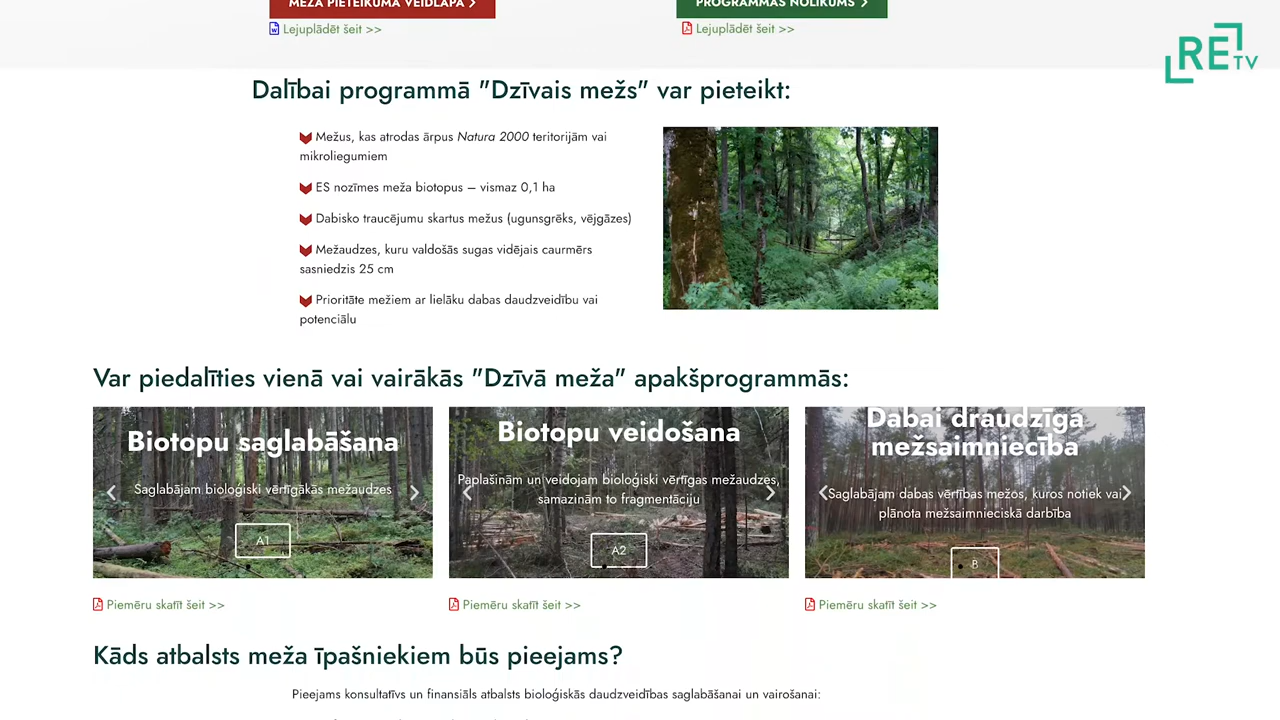 MEŽA PIETEIKUMA VEIDLAPA
PROGRAMMAS NOLIKUMS
Lejuplādēt šeit >>
Lejuplādēt šeit >>
RE TV
Dalībai programmā "Dzīvais mežs" var pieteikt:
Mežus, kas atrodas ārpus Natura 2000 teritorijām vai
mikroliegumiem
ES nozīmes meža biotopus – vismaz 0,1 ha
Dabisko traucējumu skartus mežus (ugunsgrēks, vējgāzes)
Mežaudzes, kuru valdošās sugas vidējais caurmērs
sasniedzis 25 cm
Prioritāte mežiem ar lielāku dabas daudzveidību vai
potenciālu
Var piedalīties vienā vai vairākās "Dzīvā meža" apakšprogrammās:
Biotopu saglabāšana
Saglabājam bioloģiski vērtīgākās mežaudzes
A1
Biotopu veidošana
Paplašinām un veidojam bioloģiski vērtīgas mežaudzes,
samazinām to fragmentāciju
A2
Dabai draudzīga
mežsaimniecība
Saglabājam dabas vērtības mežos, kuros notiek vai
plānota mežsaimnieciskā darbība
B
Piemēru skatīt šeit >>
Piemēru skatīt šeit >>
Piemēru skatīt šeit >>
Kāds atbalsts meža īpašniekiem būs pieejams?
Pieejams konsultatīvs un finansiāls atbalsts bioloģiskās daudzveidības saglabāšanai un vairošanai: